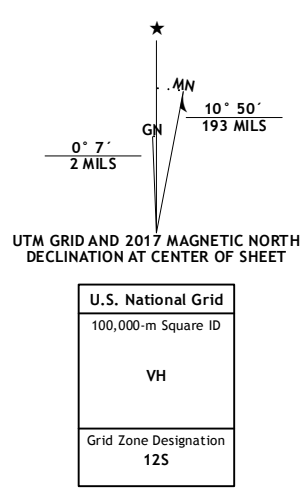 MN
10° 50´
193 MILS
GN
0° 7´
2 MILS
UTM GRID AND 2017 MAGNETIC NORTH
DECLINATION AT CENTER OF SHEET
U.S. National Grid
100,000-m Square ID
VH
Grid Zone Designation
12S